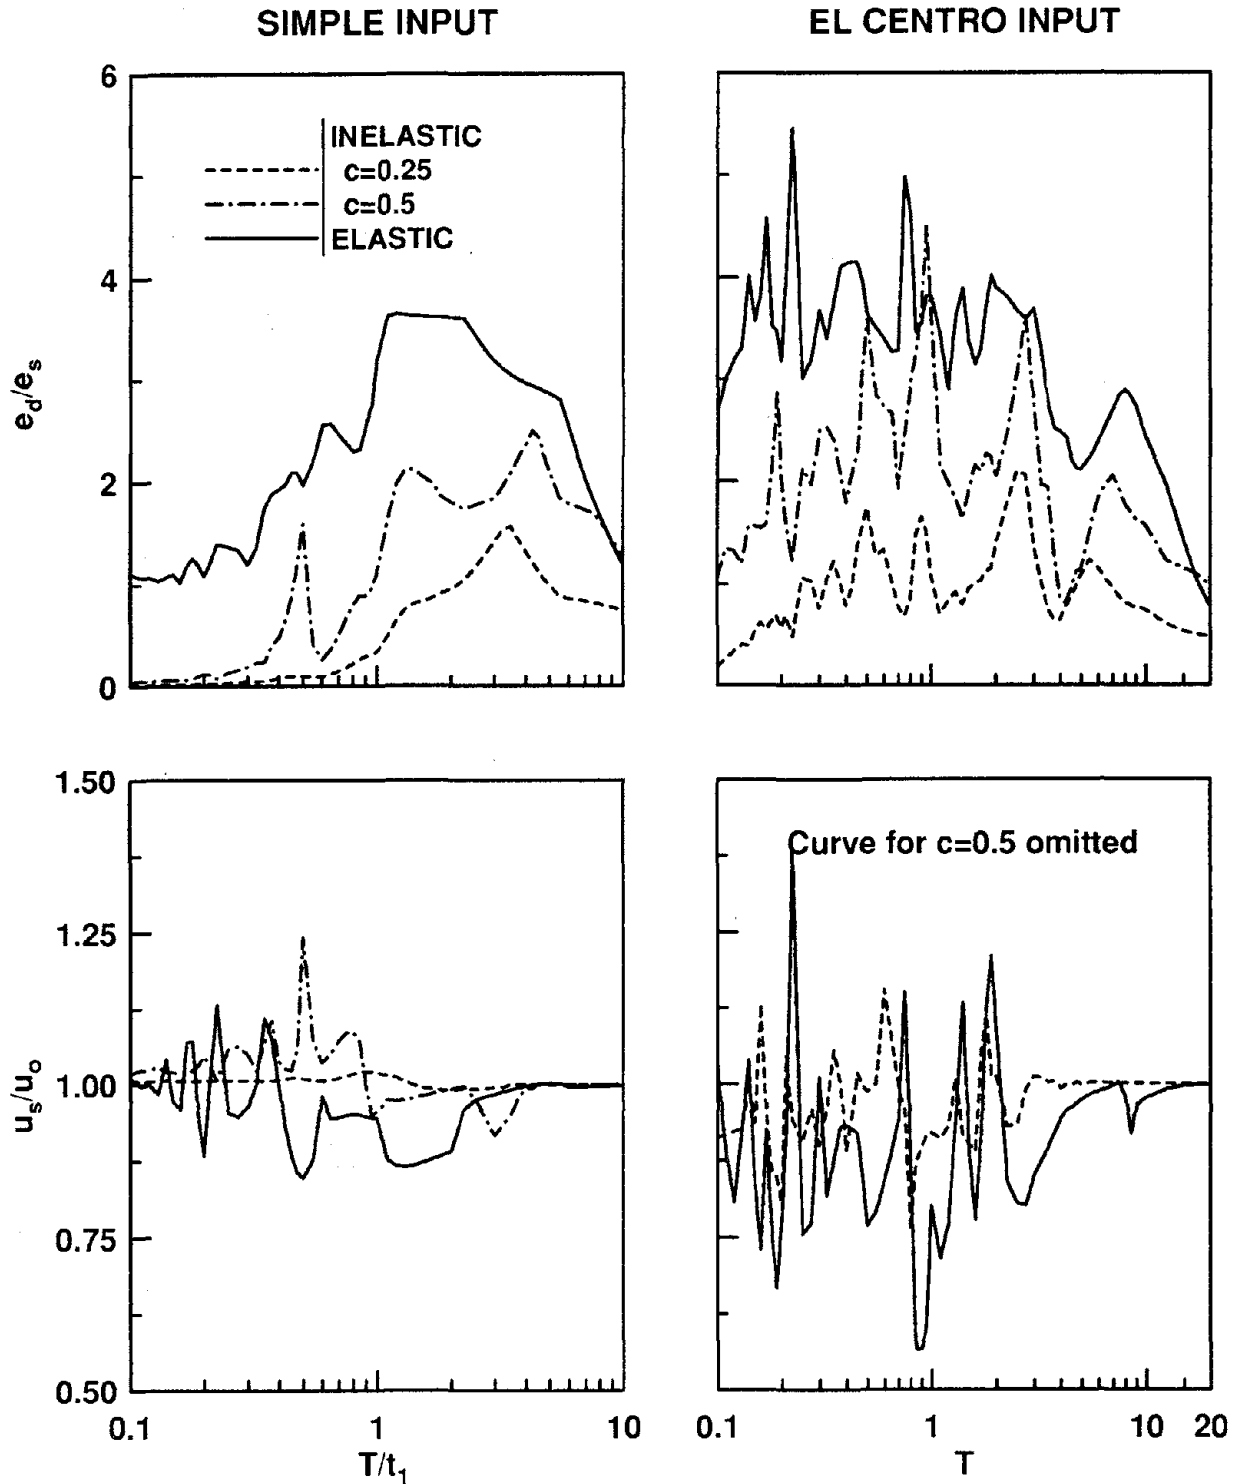 SIMPLE INPUT
EL CENTRO INPUT
6
4
2
0
e_d/e_s
INELASTIC
c=0.25
c=0.5
ELASTIC
1.50
1.25
1.00
0.75
0.50
u_s/u_o
Curve for c=0.5 omitted
0.1 1 10
T/t_1
0.1 1 10 20
T